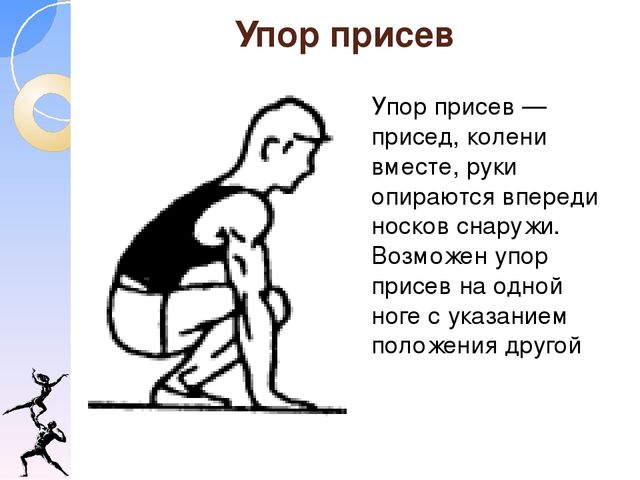 Упор присев
Упор присев —
присед, колени
вместе, руки
опираются впереди
носков снаружи.
Возможен упор
присев на одной
ноге с указанием
положения другой